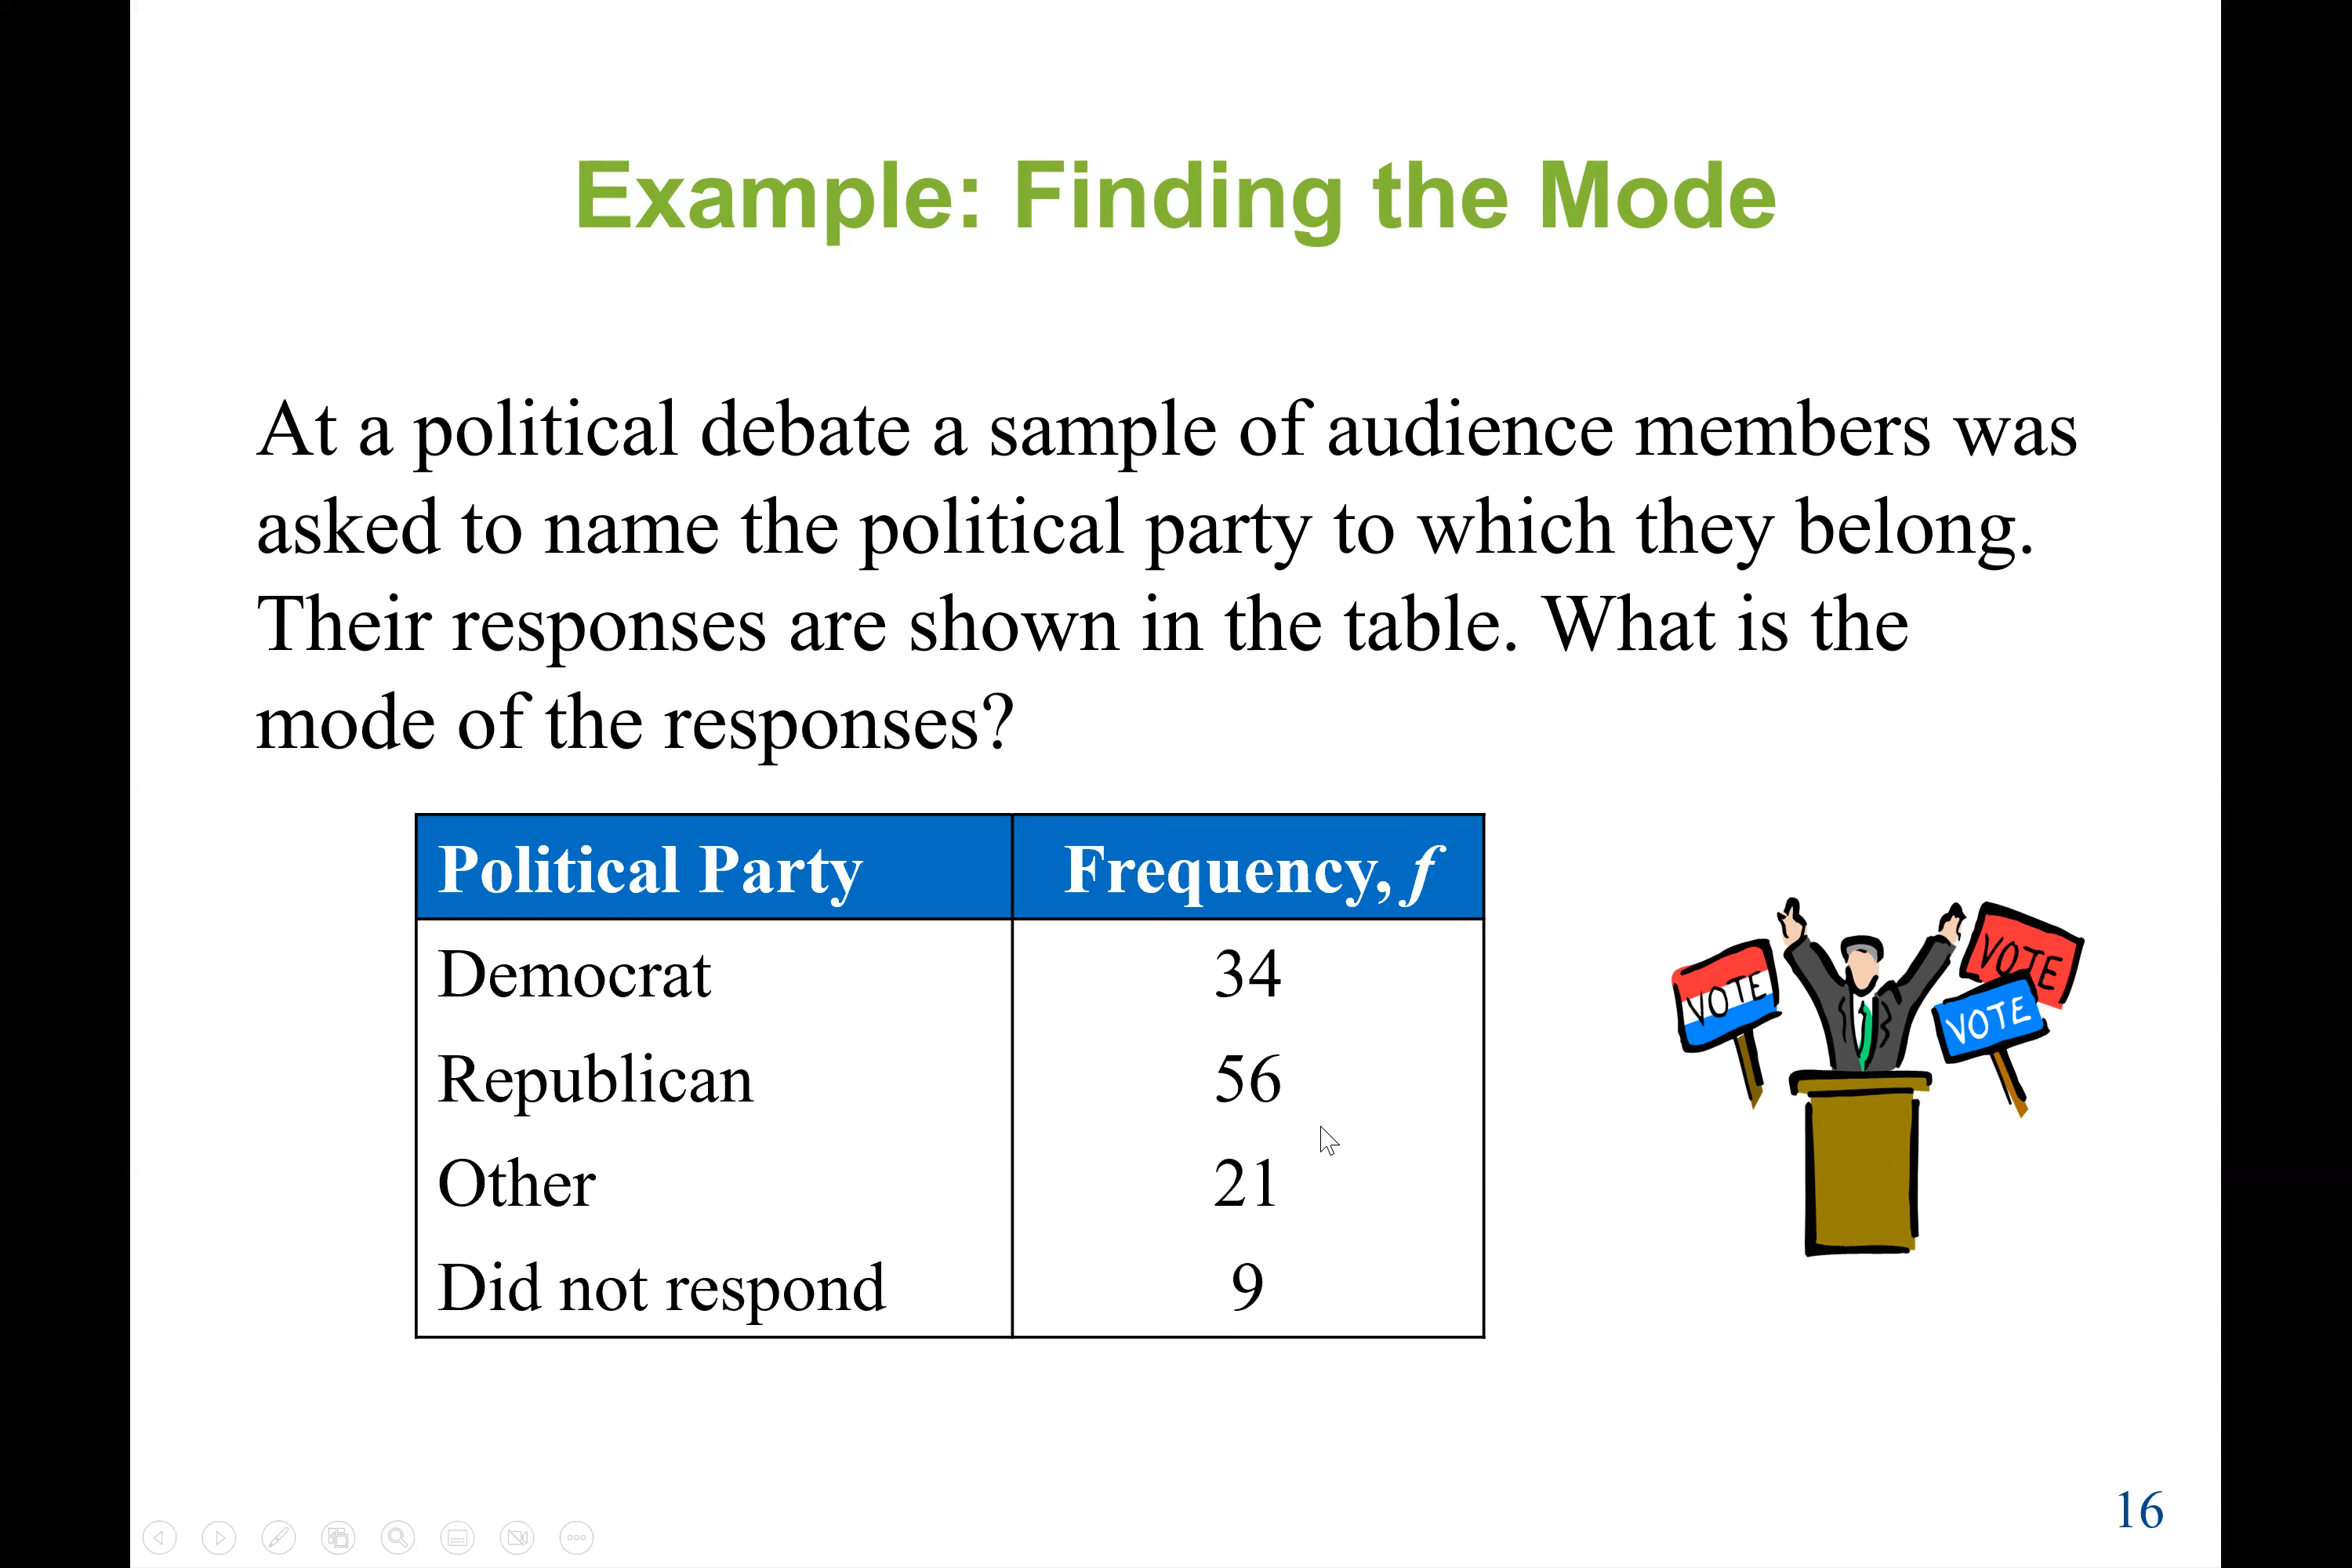 Example: Finding the Mode
At a political debate a sample of audience members was
asked to name the political party to which they belong.
Their responses are shown in the table. What is the
mode of the responses?
Political Party Frequency, f
Democrat 34
Republican 56
Other 21
Did not respond 9
VOTE
VOTE
VOTE
16